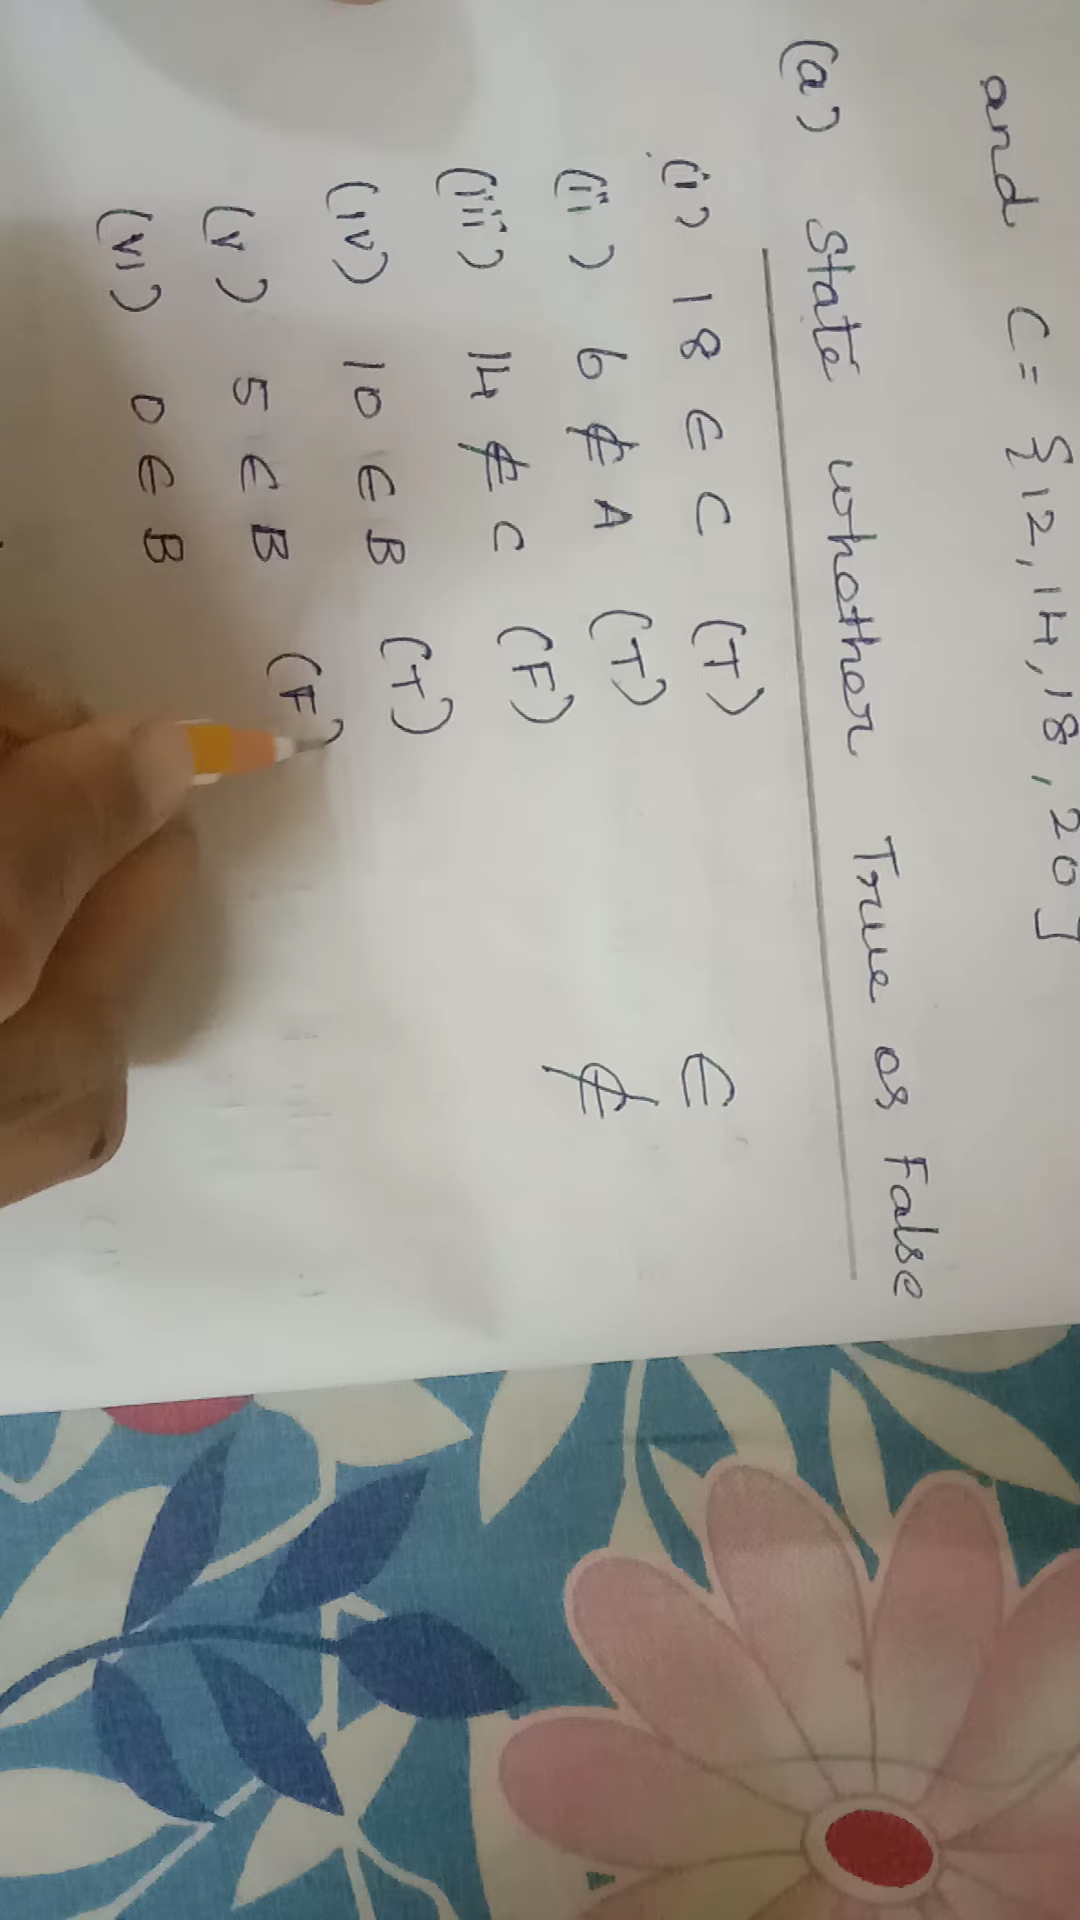 and C = {12, 14, 18, 20}
(a) State whether True or False
(i) 18 ∈ C (T) ∈
(ii) 6 ∉ A (T) ∉
(iii) 14 ∉ C (F)
(iv) 10 ∈ B (T)
(v) 5 ∈ B (F)
(vi) 0 ∈ B